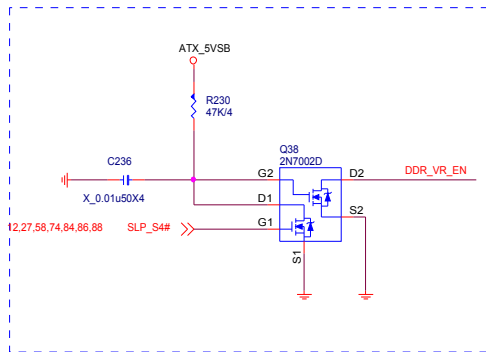 ATX_5VSB
R230
47K/4
C236
X_0.01u50X4
Q38
2N7002D
G2
D2
DDR_VR_EN
D1
S2
12,27,58,74,84,86,88
SLP_S4#
G1
S1